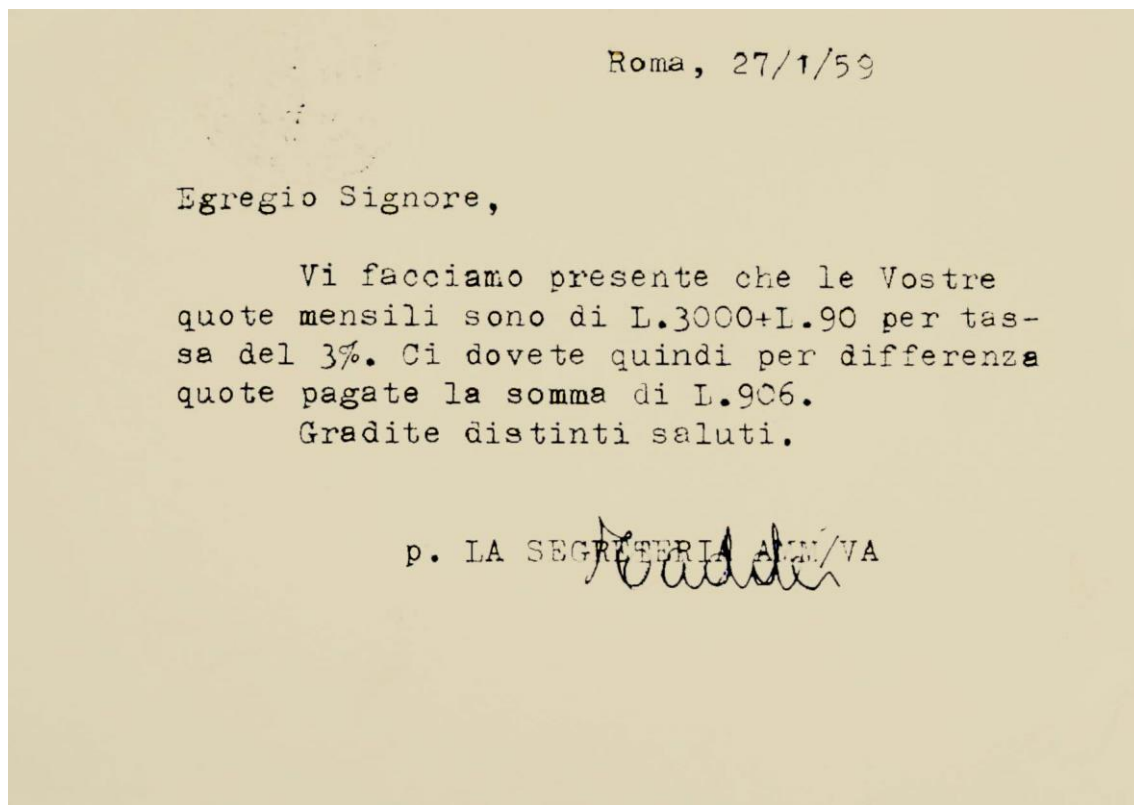 Roma, 27/1/59
Egregio Signore,
Vi facciamo presente che le Vostre
quote mensili sono di L.3000+L.90 per tas-
sa del 3%. Ci dovete quindi per differenza
quote pagate la somma di L.906.
Gradite distinti saluti.
p. LA SEGRETERIA AMM/VA